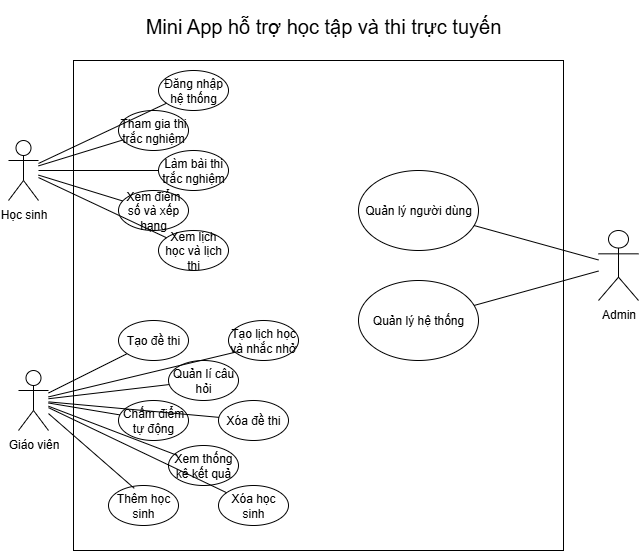 Mini App hỗ trợ học tập và thi trực tuyến
Đăng nhập
hệ thống
Tham gia thi
trắc nghiệm
Làm bài thi
trắc nghiệm
Xem điểm
số và xếp
hạng
Xem lịch
học và lịch
thi
Học sinh
Quản lý người dùng
Quản lý hệ thống
Admin
Tạo đề thi
Tạo lịch học
và nhắc nhở
Quản lí câu
hỏi
Chấm điểm
tự động
Xóa đề thi
Giáo viên
Xem thống
kê kết quả
Thêm học
sinh
Xóa học
sinh